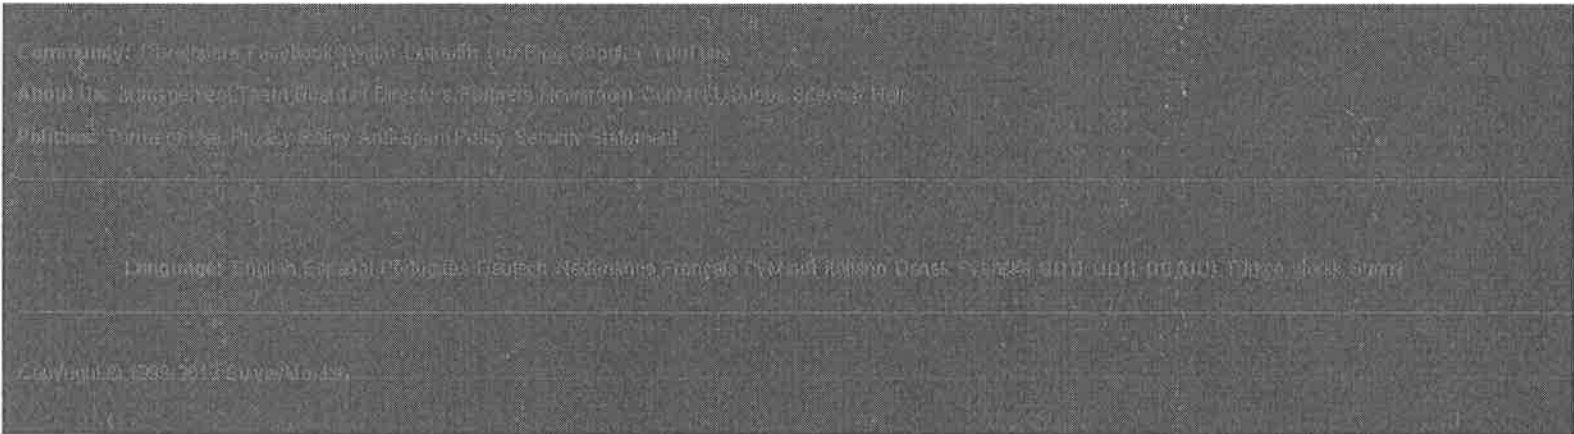 Community: Developers Facebook Twitter LinkedIn Our Blog Google+ YouTube
About Us: Management Team Board of Directors Partners Newsroom Contact Us Jobs Sitemap Help
Policies: Terms of Use Privacy Policy Anti-Spam Policy Security Statement
Language: English Español Português Deutsch Nederlands Français Русский Italiano Dansk Svenska Türkçe Norsk Suomi
Copyright © 1999-2013 SurveyMonkey